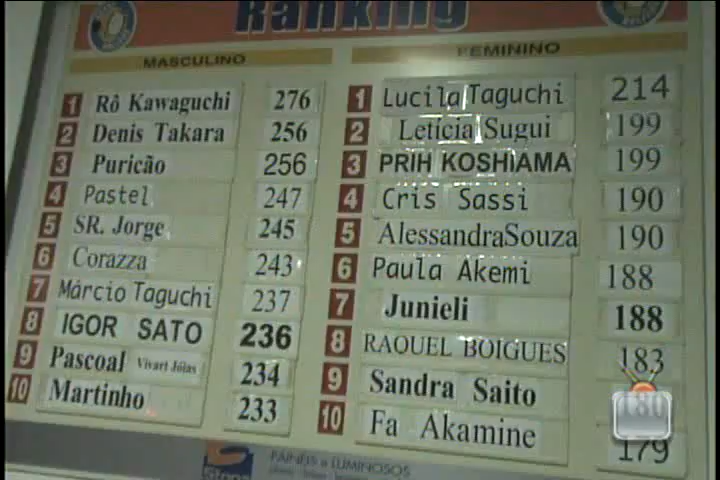 Ranking
MASCULINO
1 Rô Kawaguchi 276
2 Denis Takara 256
3 Puricão 256
4 Pastel 247
5 SR. Jorge 245
6 Corazza 243
7 Márcio Taguchi 237
8 IGOR SATO 236
9 Pascoal Vivart Jóias 234
10 Martinho 233
FEMININO
1 Lucila Taguchi 214
2 Letícia Sugui 199
3 PRIH KOSHIAMA 199
4 Cris Sassi 190
5 AlessandraSouza 190
6 Paula Akemi 188
7 Junieli 188
8 RAQUEL BOIGUES 183
9 Sandra Saito
10 Fa Akamine 179
PAINÉIS e LUMINOSOS